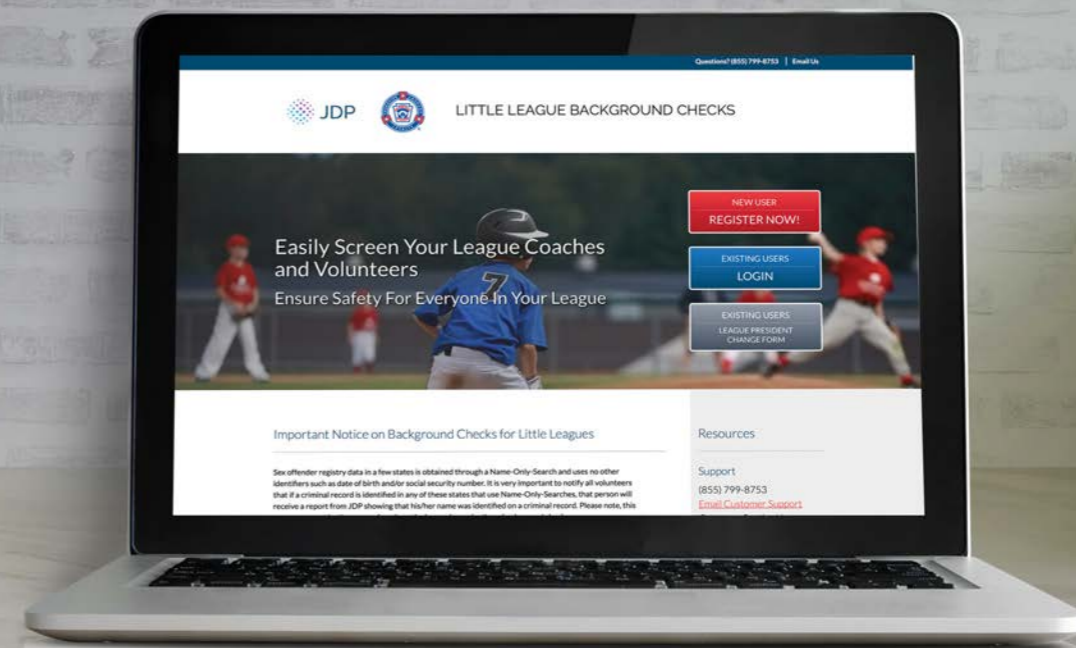 Questions? (855) 799-8753 | Email Us
JDP
LITTLE LEAGUE BACKGROUND CHECKS
NEW USER
REGISTER NOW!
Easily Screen Your League Coaches
and Volunteers
Ensure Safety For Everyone In Your League
7
EXISTING USERS
LOGIN
EXISTING USERS
LEAGUE PRESIDENT
CHANGE FORM
Important Notice on Background Checks for Little Leagues
Sex offender registry data in a few states is obtained through a Name-Only-Search and uses no other
identifiers such as date of birth and/or social security number. It is very important to notify all volunteers
that if a criminal record is identified in any of these states that use Name-Only-Searches, that person will
receive a report from JDP showing that his/her name was identified on a criminal record. Please note, this
Resources
Support
(855) 799-8753
Email Customer Support